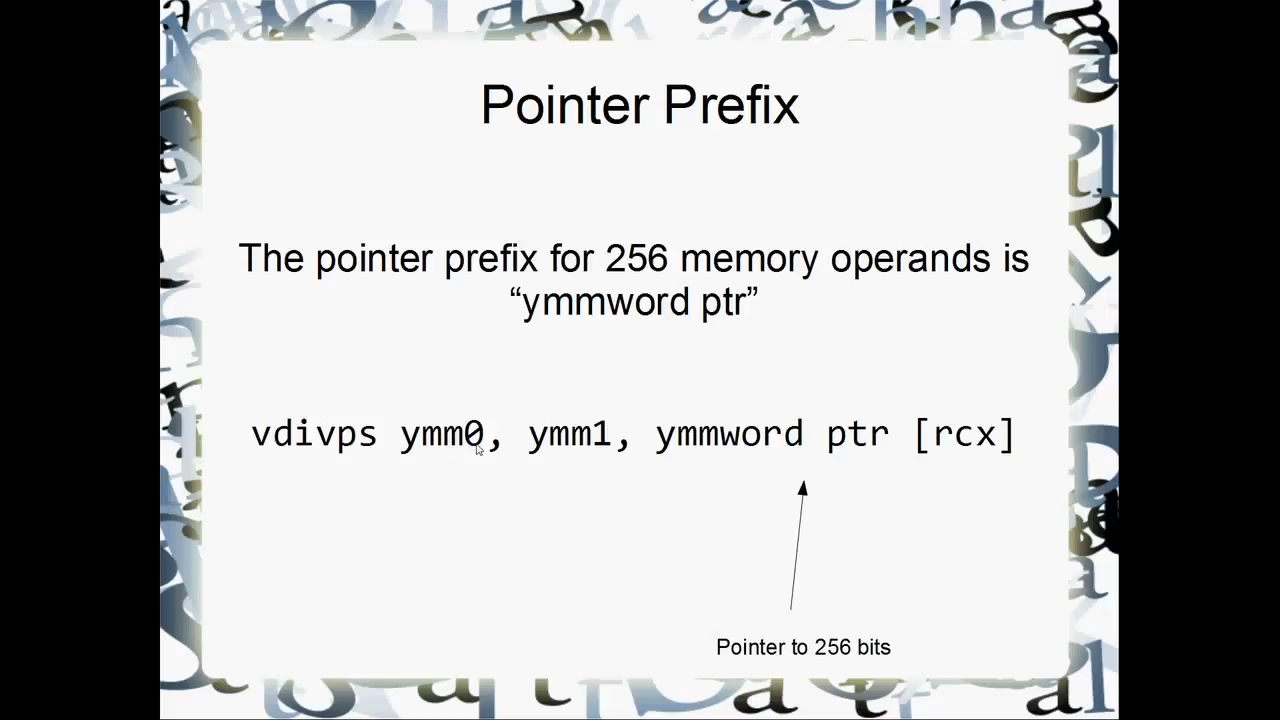 Pointer Prefix
The pointer prefix for 256 memory operands is
“ymmword ptr”
vdivps ymm0, ymm1, ymmword ptr [rcx]
Pointer to 256 bits